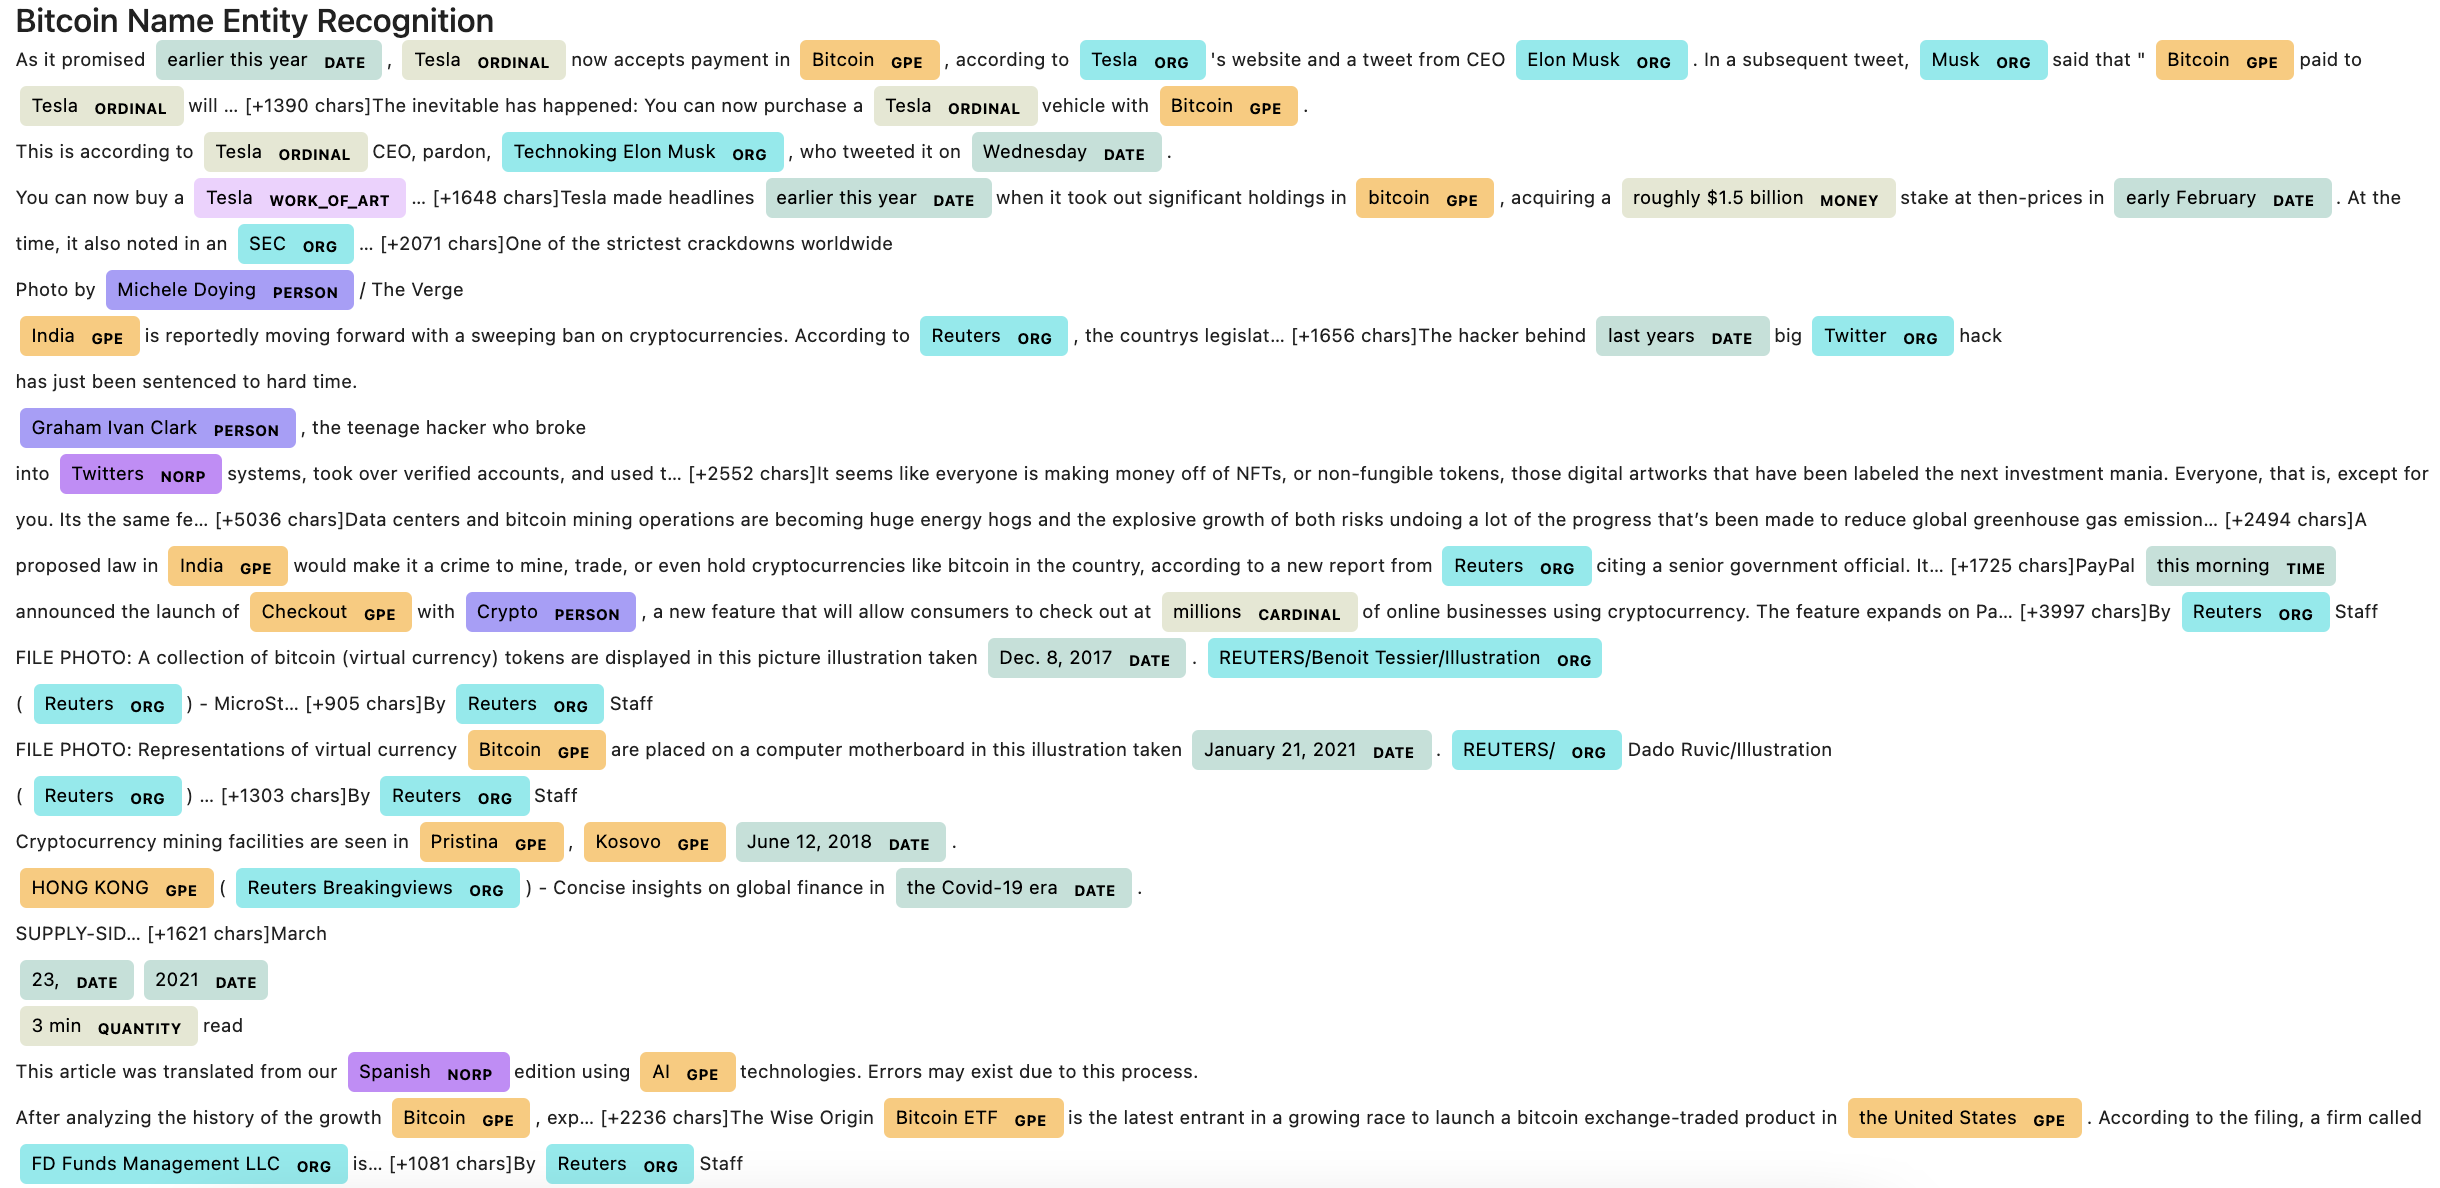 Bitcoin Name Entity Recognition
As it promised earlier this year DATE , Tesla ORDINAL now accepts payment in Bitcoin GPE , according to Tesla ORG 's website and a tweet from CEO Elon Musk ORG . In a subsequent tweet, Musk ORG said that " Bitcoin GPE paid to
Tesla ORDINAL will … [+1390 chars]The inevitable has happened: You can now purchase a Tesla ORDINAL vehicle with Bitcoin GPE .
This is according to Tesla ORDINAL CEO, pardon, Technoking Elon Musk ORG , who tweeted it on Wednesday DATE .
You can now buy a Tesla WORK_OF_ART … [+1648 chars]Tesla made headlines earlier this year DATE when it took out significant holdings in bitcoin GPE , acquiring a roughly $1.5 billion MONEY stake at then-prices in early February DATE . At the
time, it also noted in an SEC ORG … [+2071 chars]One of the strictest crackdowns worldwide
Photo by Michele Doying PERSON / The Verge
India GPE is reportedly moving forward with a sweeping ban on cryptocurrencies. According to Reuters ORG , the countrys legislat… [+1656 chars]The hacker behind last years DATE big Twitter ORG hack
has just been sentenced to hard time.
Graham Ivan Clark PERSON , the teenage hacker who broke
into Twitters NORP systems, took over verified accounts, and used t… [+2552 chars]It seems like everyone is making money off of NFTs, or non-fungible tokens, those digital artworks that have been labeled the next investment mania. Everyone, that is, except for
you. Its the same fe… [+5036 chars]Data centers and bitcoin mining operations are becoming huge energy hogs and the explosive growth of both risks undoing a lot of the progress that’s been made to reduce global greenhouse gas emission… [+2494 chars]A
proposed law in India GPE would make it a crime to mine, trade, or even hold cryptocurrencies like bitcoin in the country, according to a new report from Reuters ORG citing a senior government official. It… [+1725 chars]PayPal this morning TIME
announced the launch of Checkout GPE with Crypto PERSON , a new feature that will allow consumers to check out at millions CARDINAL of online businesses using cryptocurrency. The feature expands on Pa… [+3997 chars]By Reuters ORG Staff
FILE PHOTO: A collection of bitcoin (virtual currency) tokens are displayed in this picture illustration taken Dec. 8, 2017 DATE . REUTERS/Benoit Tessier/Illustration ORG
( Reuters ORG ) - MicroSt… [+905 chars]By Reuters ORG Staff
FILE PHOTO: Representations of virtual currency Bitcoin GPE are placed on a computer motherboard in this illustration taken January 21, 2021 DATE . REUTERS/ ORG Dado Ruvic/Illustration
( Reuters ORG ) … [+1303 chars]By Reuters ORG Staff
Cryptocurrency mining facilities are seen in Pristina GPE , Kosovo GPE June 12, 2018 DATE .
HONG KONG GPE ( Reuters Breakingviews ORG ) - Concise insights on global finance in the Covid-19 era DATE .
SUPPLY-SID… [+1621 chars]March
23, DATE 2021 DATE
3 min QUANTITY read
This article was translated from our Spanish NORP edition using AI GPE technologies. Errors may exist due to this process.
After analyzing the history of the growth Bitcoin GPE , exp… [+2236 chars]The Wise Origin Bitcoin ETF GPE is the latest entrant in a growing race to launch a bitcoin exchange-traded product in the United States GPE . According to the filing, a firm called
FD Funds Management LLC ORG is… [+1081 chars]By Reuters ORG Staff